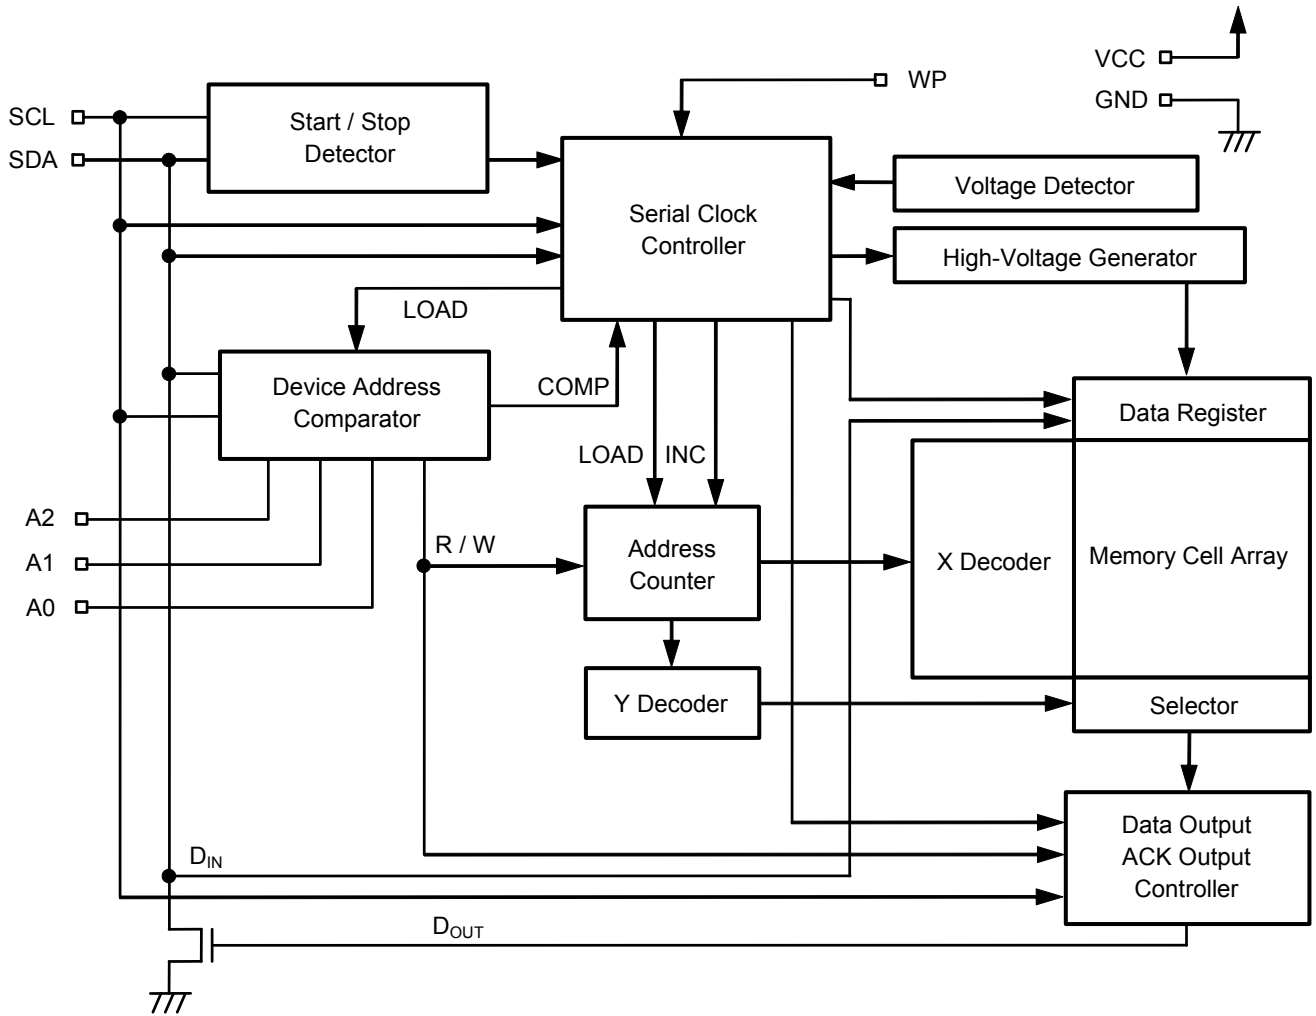 VCC
GND
WP
SCL
SDA
Start / Stop
Detector
Serial Clock
Controller
Voltage Detector
High-Voltage Generator
LOAD
Device Address
Comparator
COMP
LOAD
INC
Data Register
A2
A1
A0
R / W
Address
Counter
X Decoder
Memory Cell Array
Y Decoder
Selector
Data Output
ACK Output
Controller
DIN
DOUT